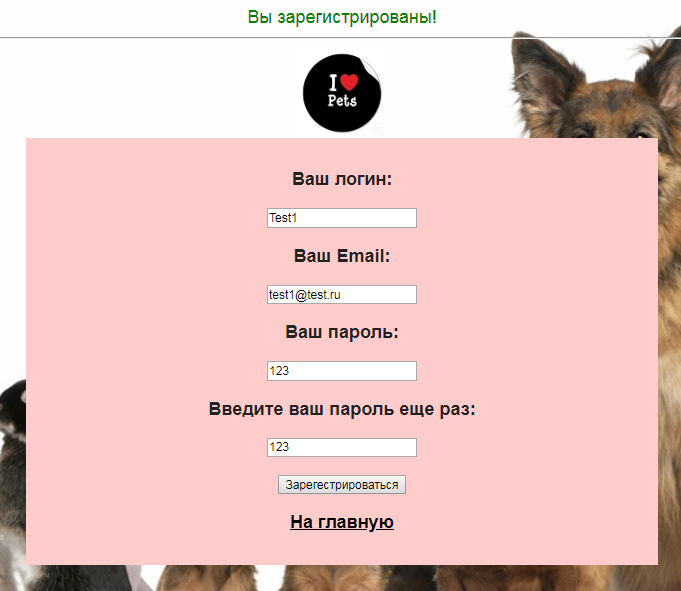 Вы зарегистрированы!
I
Pets
Ваш логин:
Test1
Ваш Email:
test1@test.ru
Ваш пароль:
123
Введите ваш пароль еще раз:
123
Зарегестрироваться
На главную